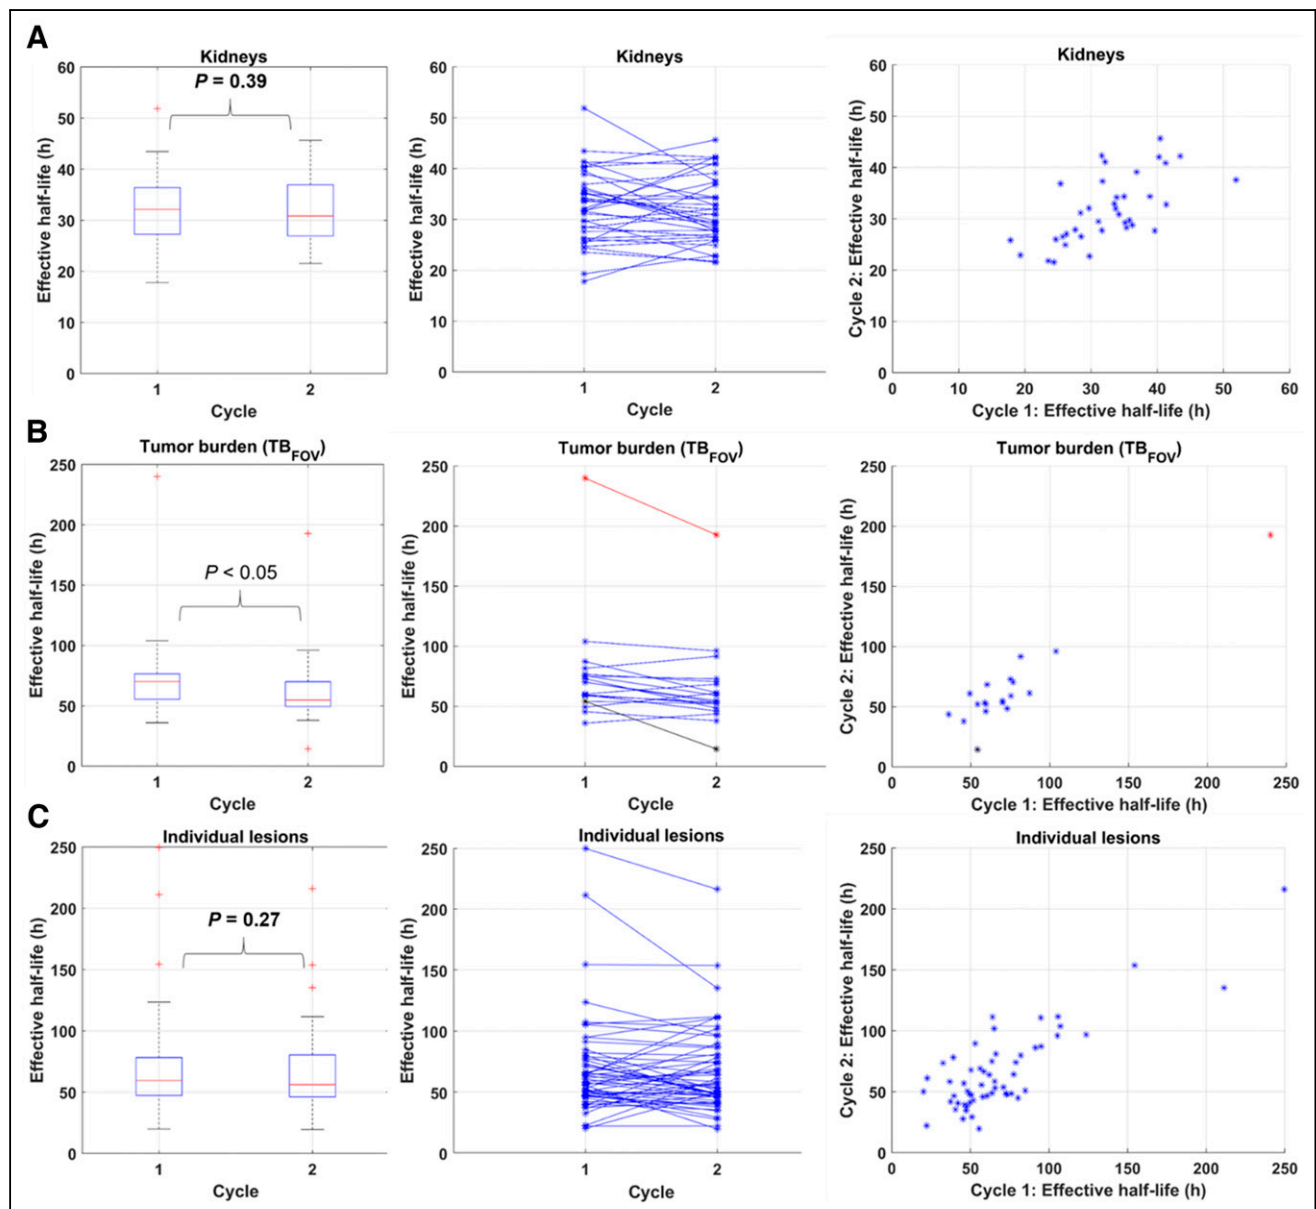 A
Kidneys
P = 0.39
Effective half-life (h)
60
50
40
30
20
10
0
1
2
Cycle
Kidneys
Effective half-life (h)
60
50
40
30
20
10
0
1
2
Cycle
Kidneys
Cycle 2: Effective half-life (h)
60
50
40
30
20
10
0
0 10 20 30 40 50 60
Cycle 1: Effective half-life (h)
B
Tumor burden (TBFOV)
P < 0.05
Effective half-life (h)
250
200
150
100
50
0
1
2
Cycle
Tumor burden (TBFOV)
Effective half-life (h)
250
200
150
100
50
0
1
2
Cycle
Tumor burden (TBFOV)
Cycle 2: Effective half-life (h)
250
200
150
100
50
0
0 50 100 150 200 250
Cycle 1: Effective half-life (h)
C
Individual lesions
P = 0.27
Effective half-life (h)
250
200
150
100
50
0
1
2
Cycle
Individual lesions
Effective half-life (h)
250
200
150
100
50
0
1
2
Cycle
Individual lesions
Cycle 2: Effective half-life (h)
250
200
150
100
50
0
0 50 100 150 200 250
Cycle 1: Effective half-life (h)